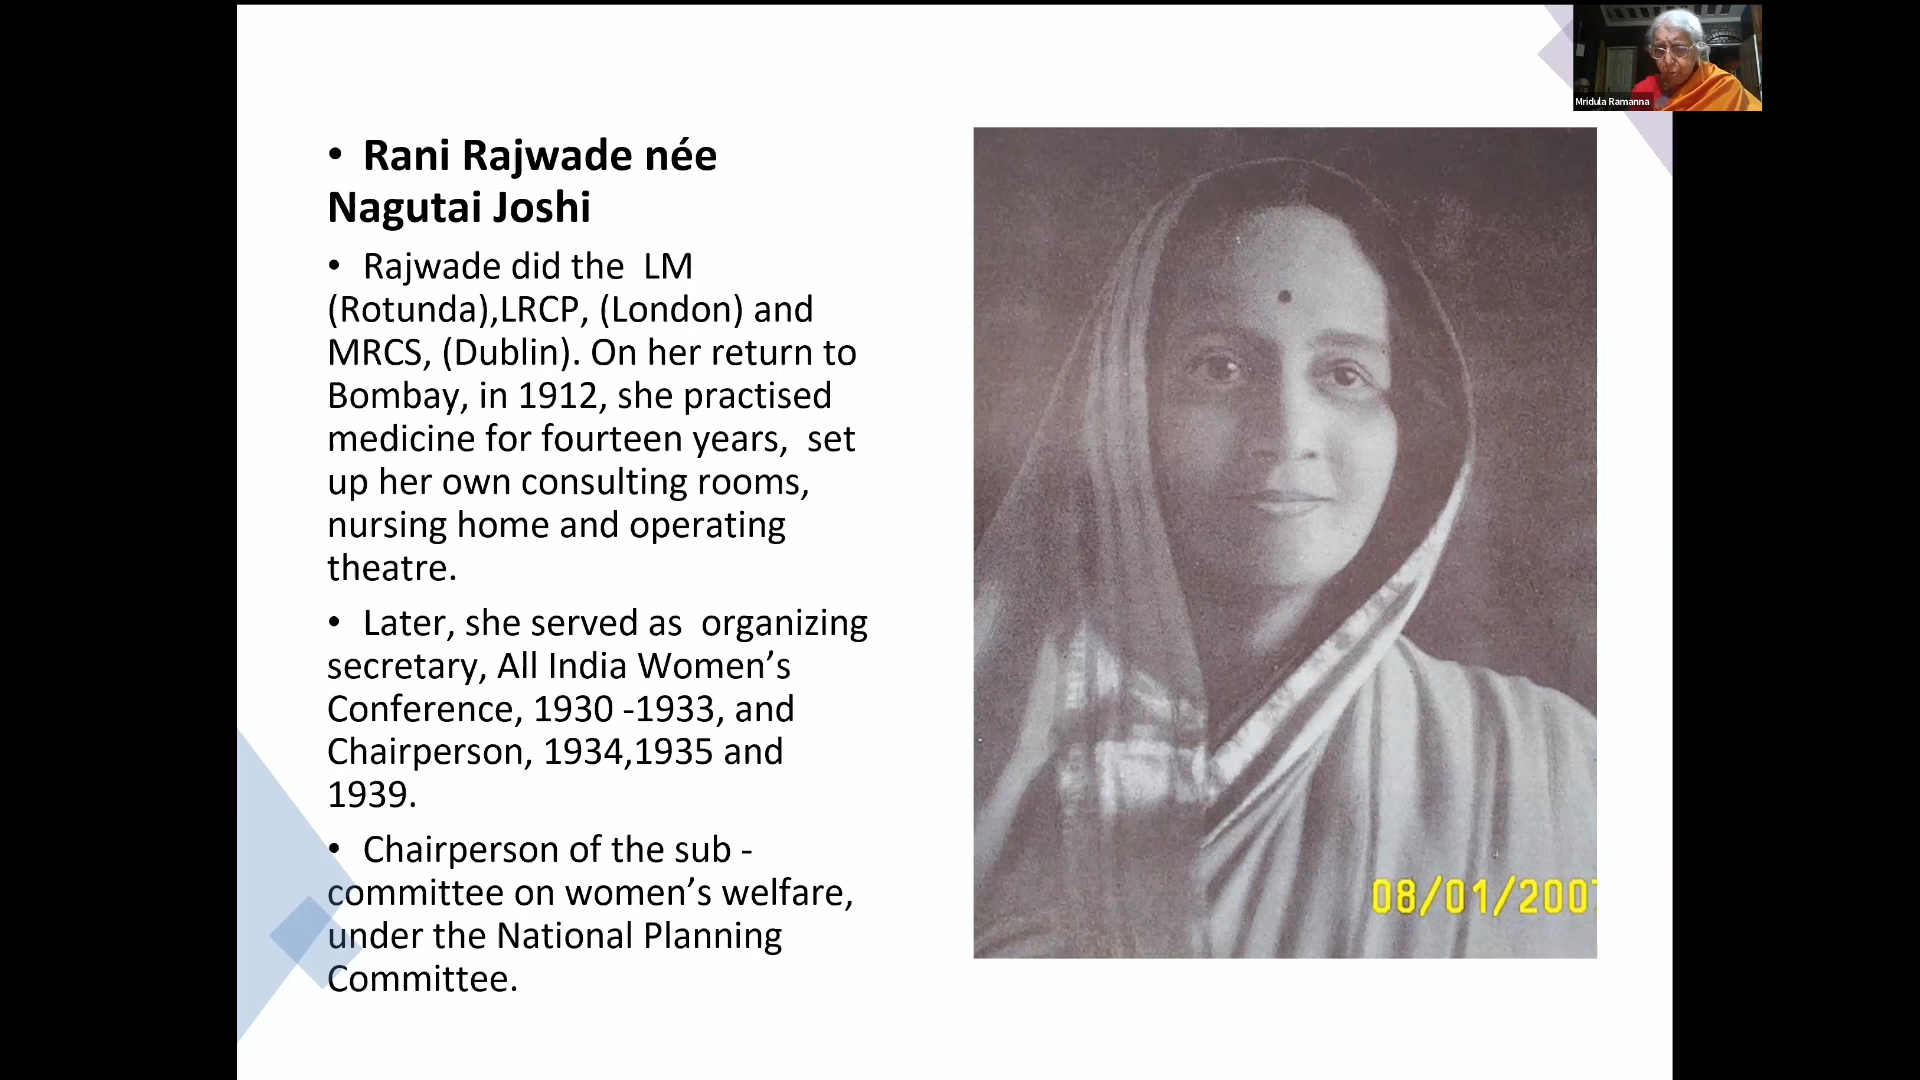 • Rani Rajwade née
Nagutai Joshi
• Rajwade did the LM
(Rotunda),LRCP, (London) and
MRCS, (Dublin). On her return to
Bombay, in 1912, she practised
medicine for fourteen years, set
up her own consulting rooms,
nursing home and operating
theatre.
• Later, she served as organizing
secretary, All India Women’s
Conference, 1930 -1933, and
Chairperson, 1934,1935 and
1939.
• Chairperson of the sub -
committee on women’s welfare,
under the National Planning
Committee.
Mridula Ramanna
08/01/2007